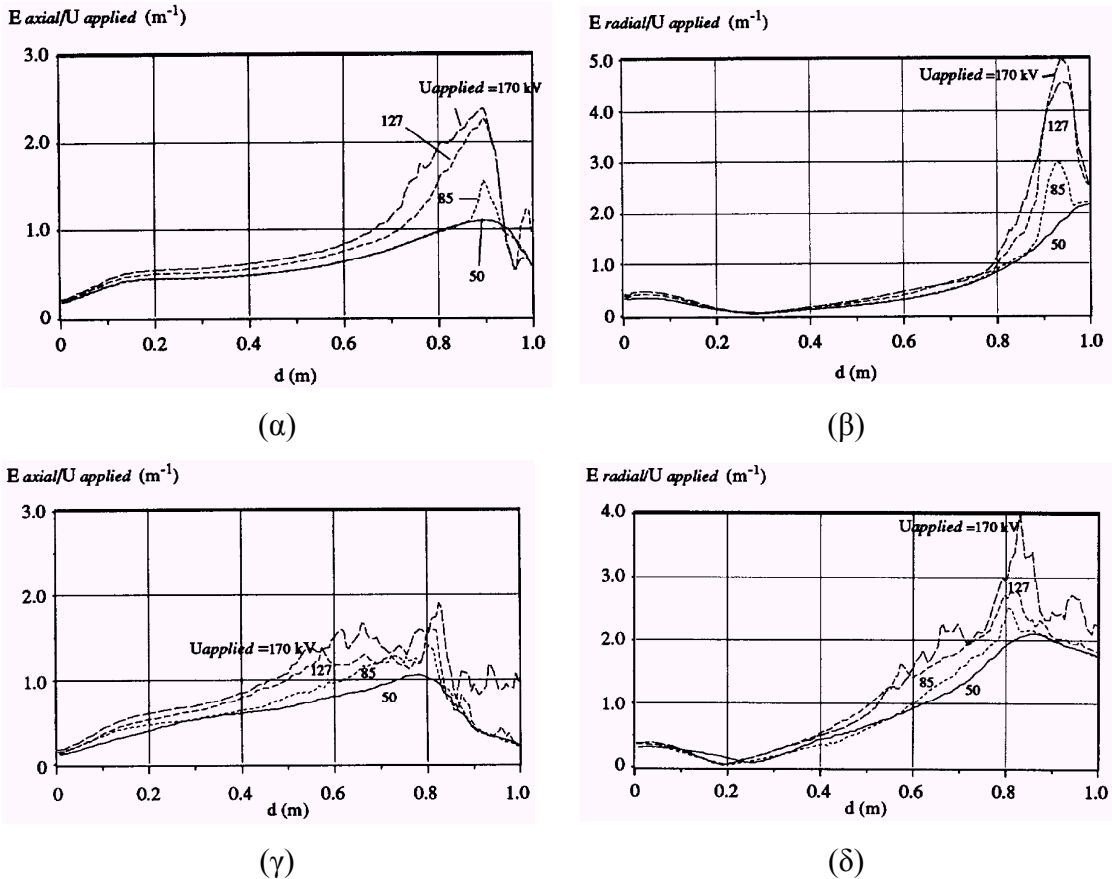 E axial/U applied (m⁻¹)
3.0
2.0
1.0
0
Uapplied =170 kV
127
85
50
0 0.2 0.4 0.6 0.8 1.0
d (m)
(α)
E radial/U applied (m⁻¹)
5.0
4.0
3.0
2.0
1.0
0
Uapplied =170 kV
127
85
50
0 0.2 0.4 0.6 0.8 1.0
d (m)
(β)
E axial/U applied (m⁻¹)
3.0
2.0
1.0
0
Uapplied =170 kV
127
85
50
0 0.2 0.4 0.6 0.8 1.0
d (m)
(γ)
E radial/U applied (m⁻¹)
4.0
3.0
2.0
1.0
0
Uapplied =170 kV
127
85
50
0 0.2 0.4 0.6 0.8 1.0
d (m)
(δ)